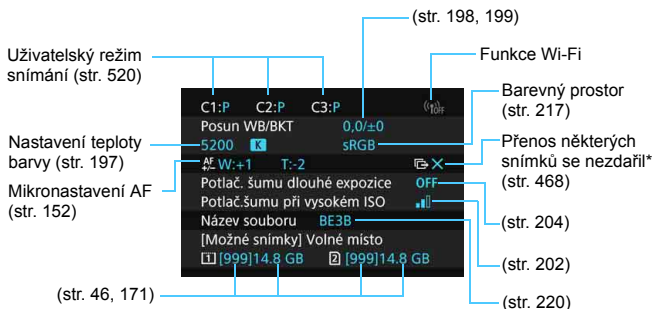 (str. 198, 199)
Uživatelský režim
snímání (str. 520)
Funkce Wi-Fi
C1:P C2:P C3:P OFF
Barevný prostor
(str. 217)
Posun WB/BKT 0,0/±0
Nastavení teploty
barvy (str. 197)
5200 K sRGB
Přenos některých
snímků se nezdařil*
(str. 468)
AF +/- W:+1 T:-2
Mikronastavení AF
(str. 152)
Potlač. šumu dlouhé expozice OFF
(str. 204)
Potlač.šumu při vysokém ISO
(str. 202)
Název souboru BE3B
(str. 220)
[Možné snímky] Volné místo
1 [999]14.8 GB 2 [999]14.8 GB
(str. 46, 171)